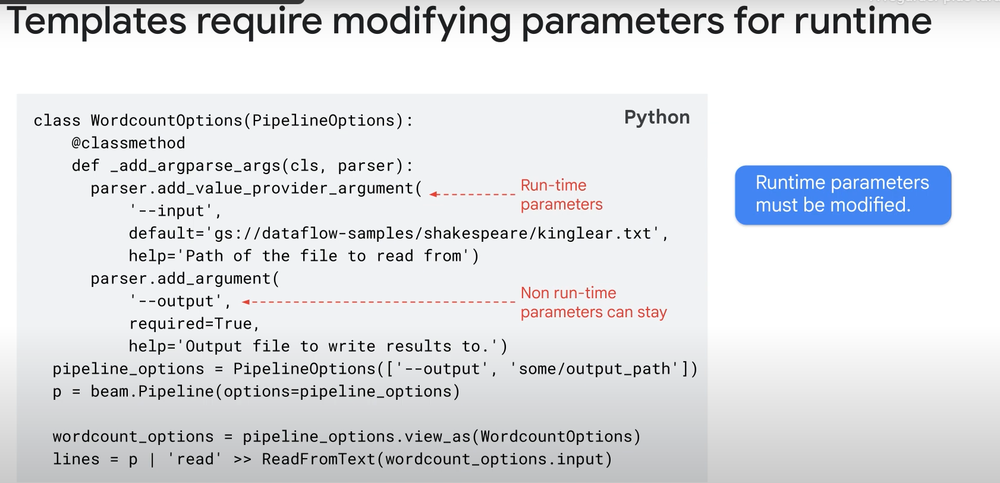 Templates require modifying parameters for runtime
Python
class WordcountOptions(PipelineOptions):
    @classmethod
    def _add_argparse_args(cls, parser):
      parser.add_value_provider_argument(
          '--input',
          default='gs://dataflow-samples/shakespeare/kinglear.txt',
          help='Path of the file to read from')
      parser.add_argument(
          '--output',
          required=True,
          help='Output file to write results to.')
  pipeline_options = PipelineOptions(['--output', 'some/output_path'])
  p = beam.Pipeline(options=pipeline_options)
  wordcount_options = pipeline_options.view_as(WordcountOptions)
  lines = p | 'read' >> ReadFromText(wordcount_options.input)
Run-time
parameters
Non run-time
parameters can stay
Runtime parameters
must be modified.